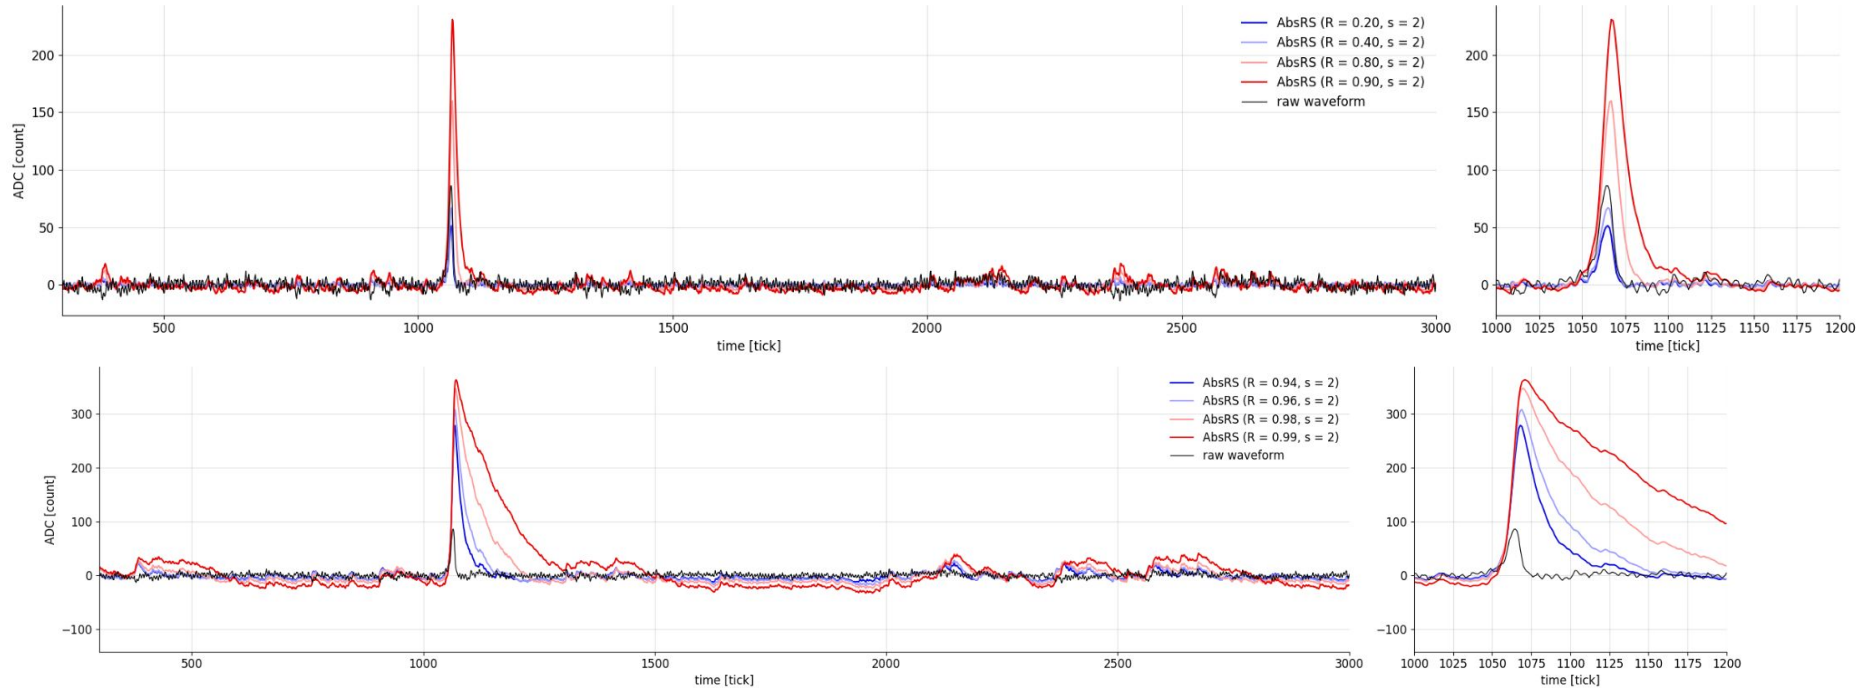 AbsRS (R = 0.20, s = 2)
AbsRS (R = 0.40, s = 2)
AbsRS (R = 0.80, s = 2)
AbsRS (R = 0.90, s = 2)
raw waveform
ADC [count]
200
150
100
50
0
500
1000
1500
2000
2500
3000
time [tick]
200
150
100
50
0
1000 1025 1050 1075 1100 1125 1150 1175 1200
time [tick]
AbsRS (R = 0.94, s = 2)
AbsRS (R = 0.96, s = 2)
AbsRS (R = 0.98, s = 2)
AbsRS (R = 0.99, s = 2)
raw waveform
ADC [count]
300
200
100
0
−100
500
1000
1500
2000
2500
3000
time [tick]
300
200
100
0
−100
1000 1025 1050 1075 1100 1125 1150 1175 1200
time [tick]